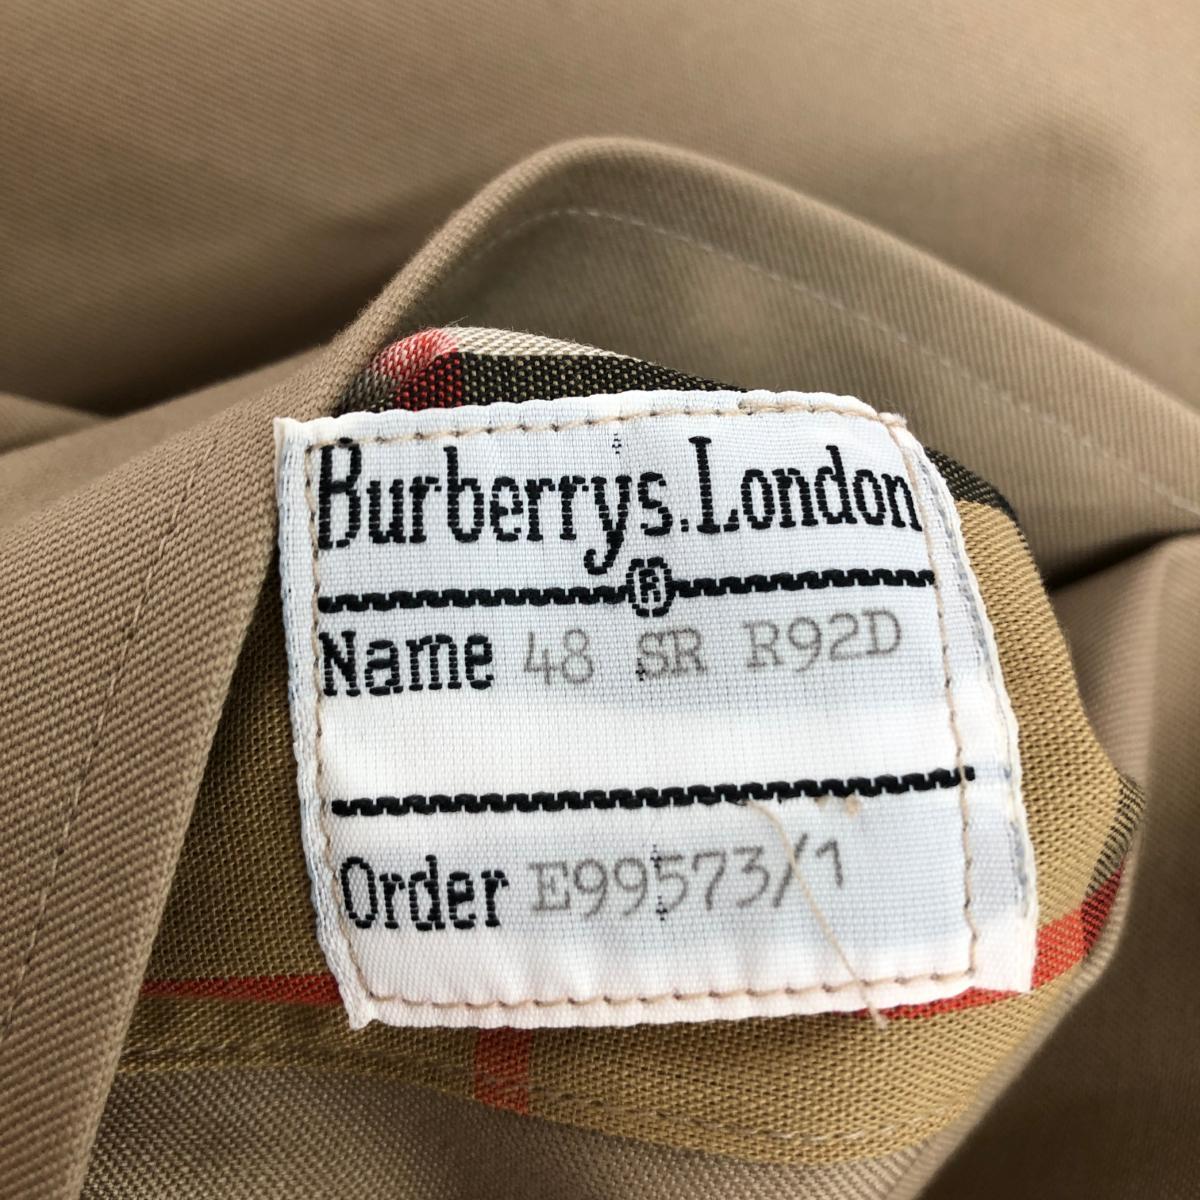 Burberrys.London
®
Name 48 SR R92D
Order E99573/1